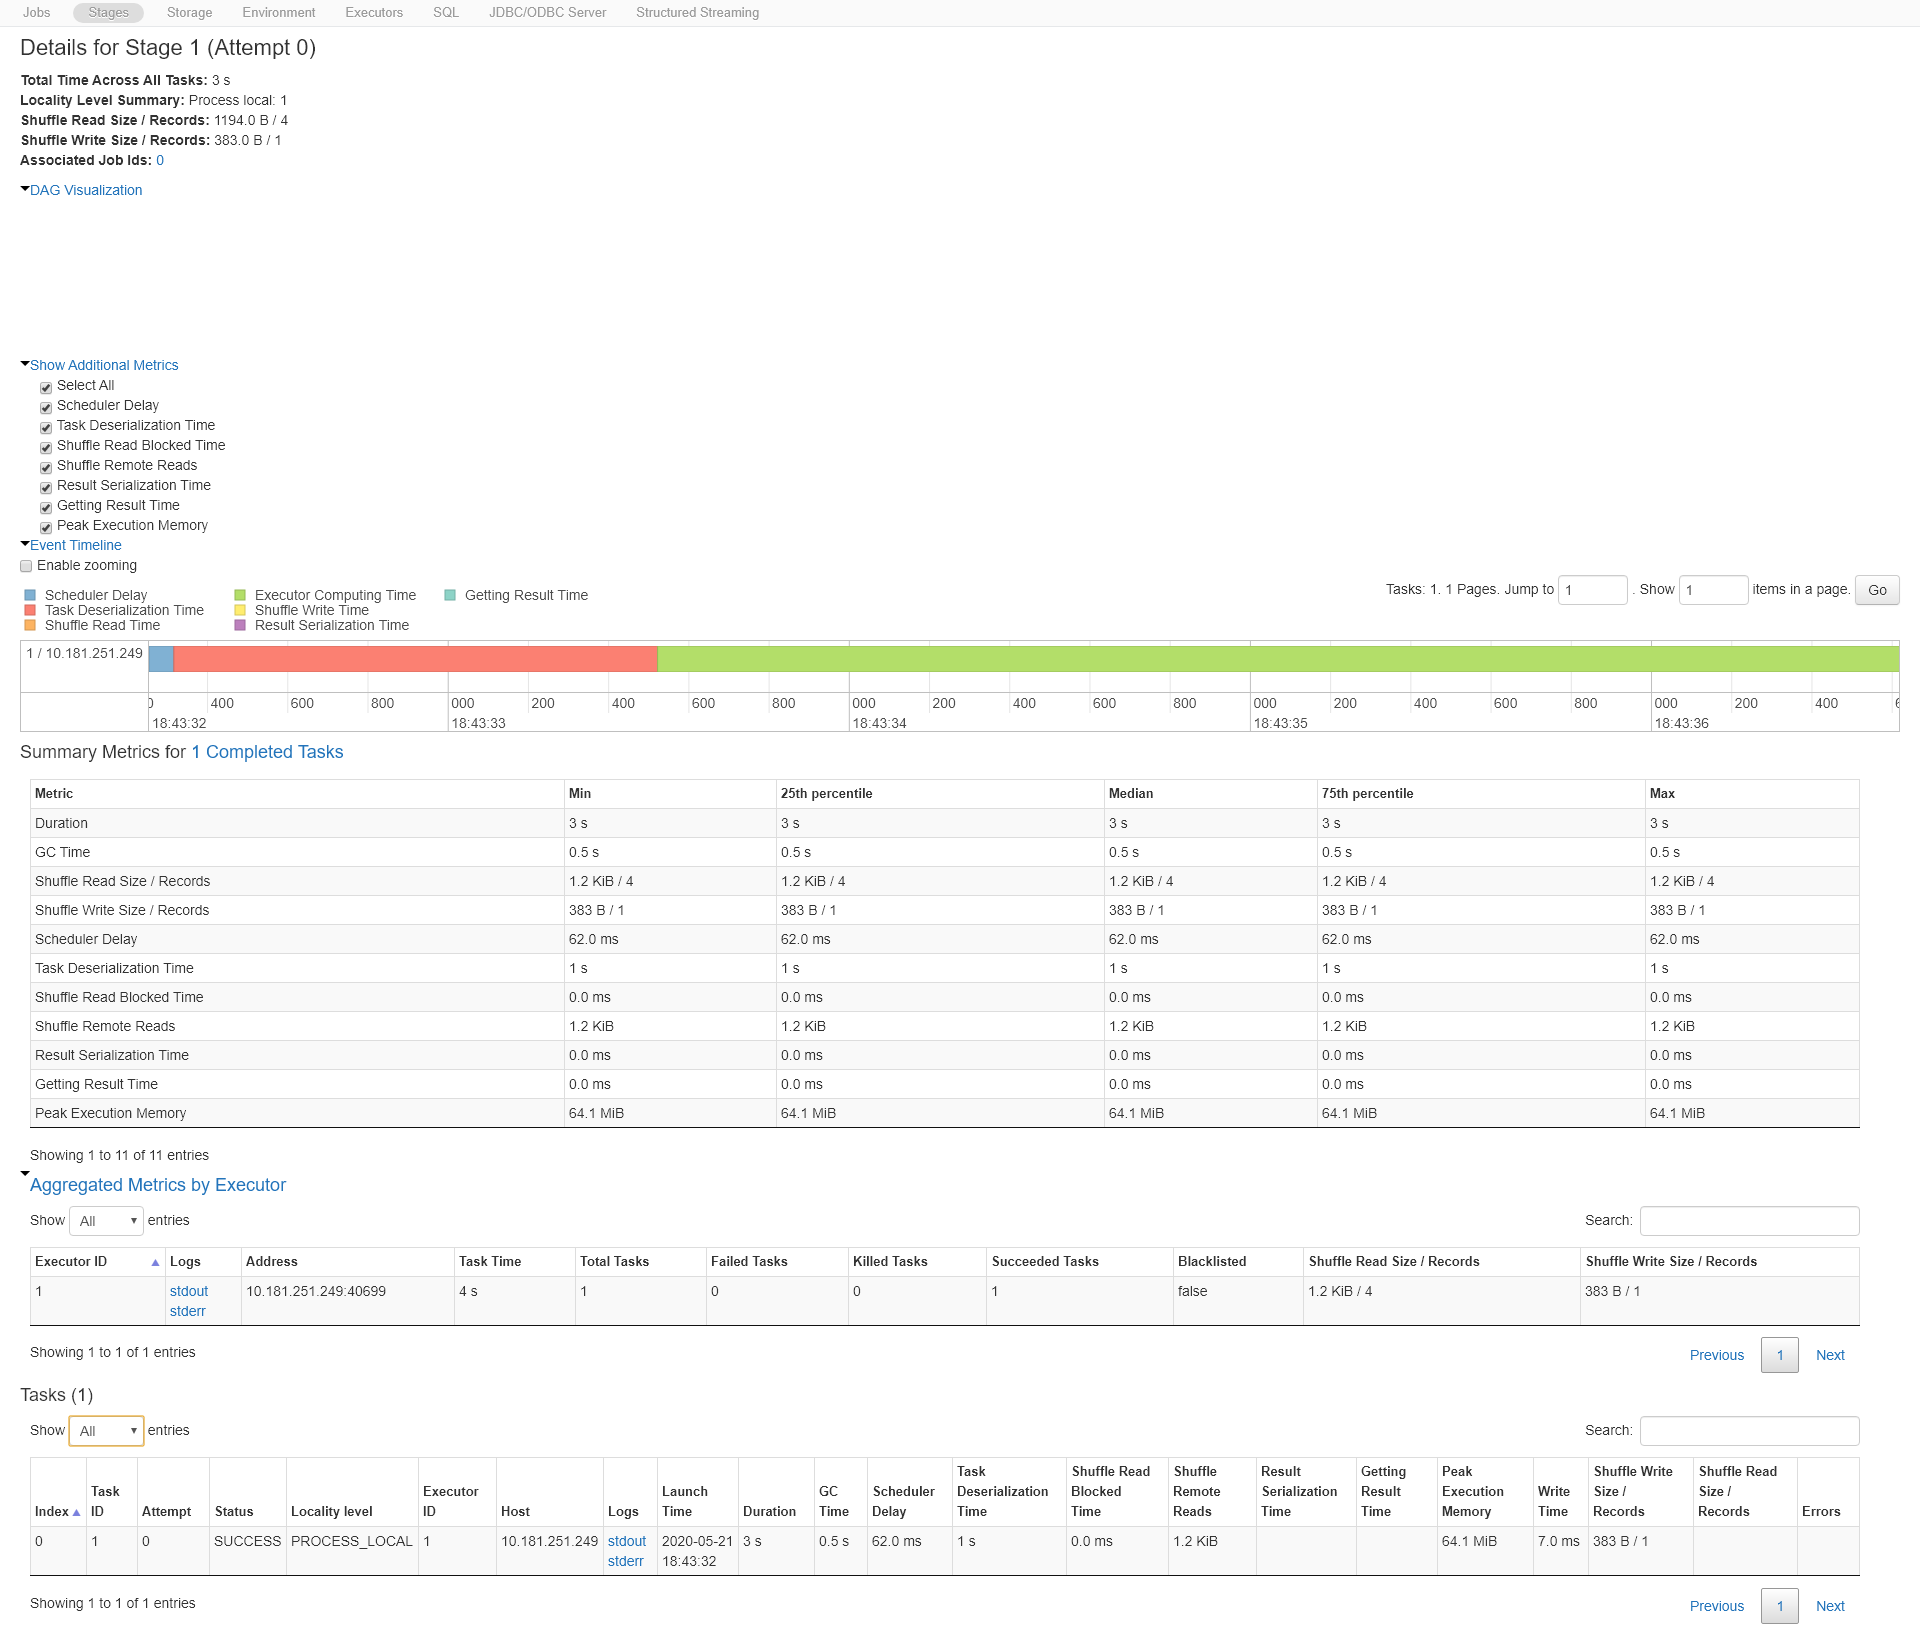 Jobs Stages Storage Environment Executors SQL JDBC/ODBC Server Structured Streaming
Details for Stage 1 (Attempt 0)
Total Time Across All Tasks: 3 s
Locality Level Summary: Process local: 1
Shuffle Read Size / Records: 1194.0 B / 4
Shuffle Write Size / Records: 383.0 B / 1
Associated Job Ids: 0
DAG Visualization
Show Additional Metrics
Select All
Scheduler Delay
Task Deserialization Time
Shuffle Read Blocked Time
Shuffle Remote Reads
Result Serialization Time
Getting Result Time
Peak Execution Memory
Event Timeline
Enable zooming
Tasks: 1. 1 Pages. Jump to 1 . Show 1 items in a page. Go
Scheduler Delay Executor Computing Time Getting Result Time
Task Deserialization Time Shuffle Write Time
Shuffle Read Time Result Serialization Time
1 / 10.181.251.249
400 600 800 000 200 400 600 800 000 200 400 600 800 000 200 400 600 800 000 200 400
18:43:32 18:43:33 18:43:34 18:43:35 18:43:36
Summary Metrics for 1 Completed Tasks
Metric Min 25th percentile Median 75th percentile Max
Duration 3 s 3 s 3 s 3 s 3 s
GC Time 0.5 s 0.5 s 0.5 s 0.5 s 0.5 s
Shuffle Read Size / Records 1.2 KiB / 4 1.2 KiB / 4 1.2 KiB / 4 1.2 KiB / 4 1.2 KiB / 4
Shuffle Write Size / Records 383 B / 1 383 B / 1 383 B / 1 383 B / 1 383 B / 1
Scheduler Delay 62.0 ms 62.0 ms 62.0 ms 62.0 ms 62.0 ms
Task Deserialization Time 1 s 1 s 1 s 1 s 1 s
Shuffle Read Blocked Time 0.0 ms 0.0 ms 0.0 ms 0.0 ms 0.0 ms
Shuffle Remote Reads 1.2 KiB 1.2 KiB 1.2 KiB 1.2 KiB 1.2 KiB
Result Serialization Time 0.0 ms 0.0 ms 0.0 ms 0.0 ms 0.0 ms
Getting Result Time 0.0 ms 0.0 ms 0.0 ms 0.0 ms 0.0 ms
Peak Execution Memory 64.1 MiB 64.1 MiB 64.1 MiB 64.1 MiB 64.1 MiB
Showing 1 to 11 of 11 entries
Aggregated Metrics by Executor
Show All entries Search:
Executor ID Logs Address Task Time Total Tasks Failed Tasks Killed Tasks Succeeded Tasks Blacklisted Shuffle Read Size / Records Shuffle Write Size / Records
1 stdout 10.181.251.249:40699 4 s 1 0 0 1 false 1.2 KiB / 4 383 B / 1
stderr
Showing 1 to 1 of 1 entries
Previous 1 Next
Tasks (1)
Show All entries Search:
Task Shuffle Read Shuffle Result Getting Peak Shuffle Write Shuffle Read
Task Executor Launch GC Scheduler Deserialization Blocked Remote Serialization Result Execution Write Size / Size /
Index ID Attempt Status Locality level ID Host Logs Time Duration Time Delay Time Time Reads Time Time Memory Time Records Records Errors
0 1 0 SUCCESS PROCESS_LOCAL 1 10.181.251.249 stdout 2020-05-21 3 s 0.5 s 62.0 ms 1 s 0.0 ms 1.2 KiB 64.1 MiB 7.0 ms 383 B / 1
stderr 18:43:32
Showing 1 to 1 of 1 entries
Previous 1 Next